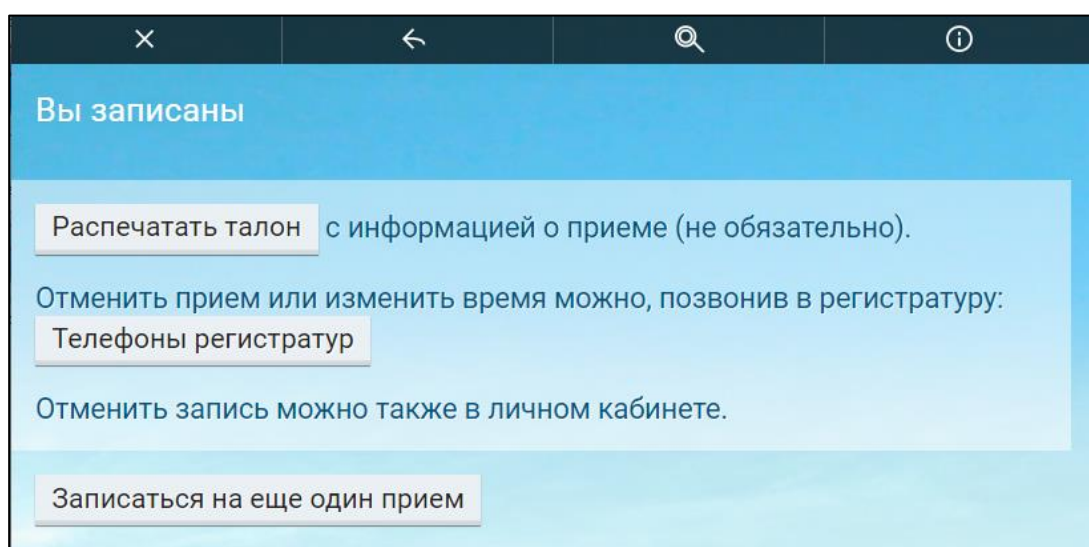 Вы записаны
Распечатать талон с информацией о приеме (не обязательно).
Отменить прием или изменить время можно, позвонив в регистратуру:
Телефоны регистратур
Отменить запись можно также в личном кабинете.
Записаться на еще один прием